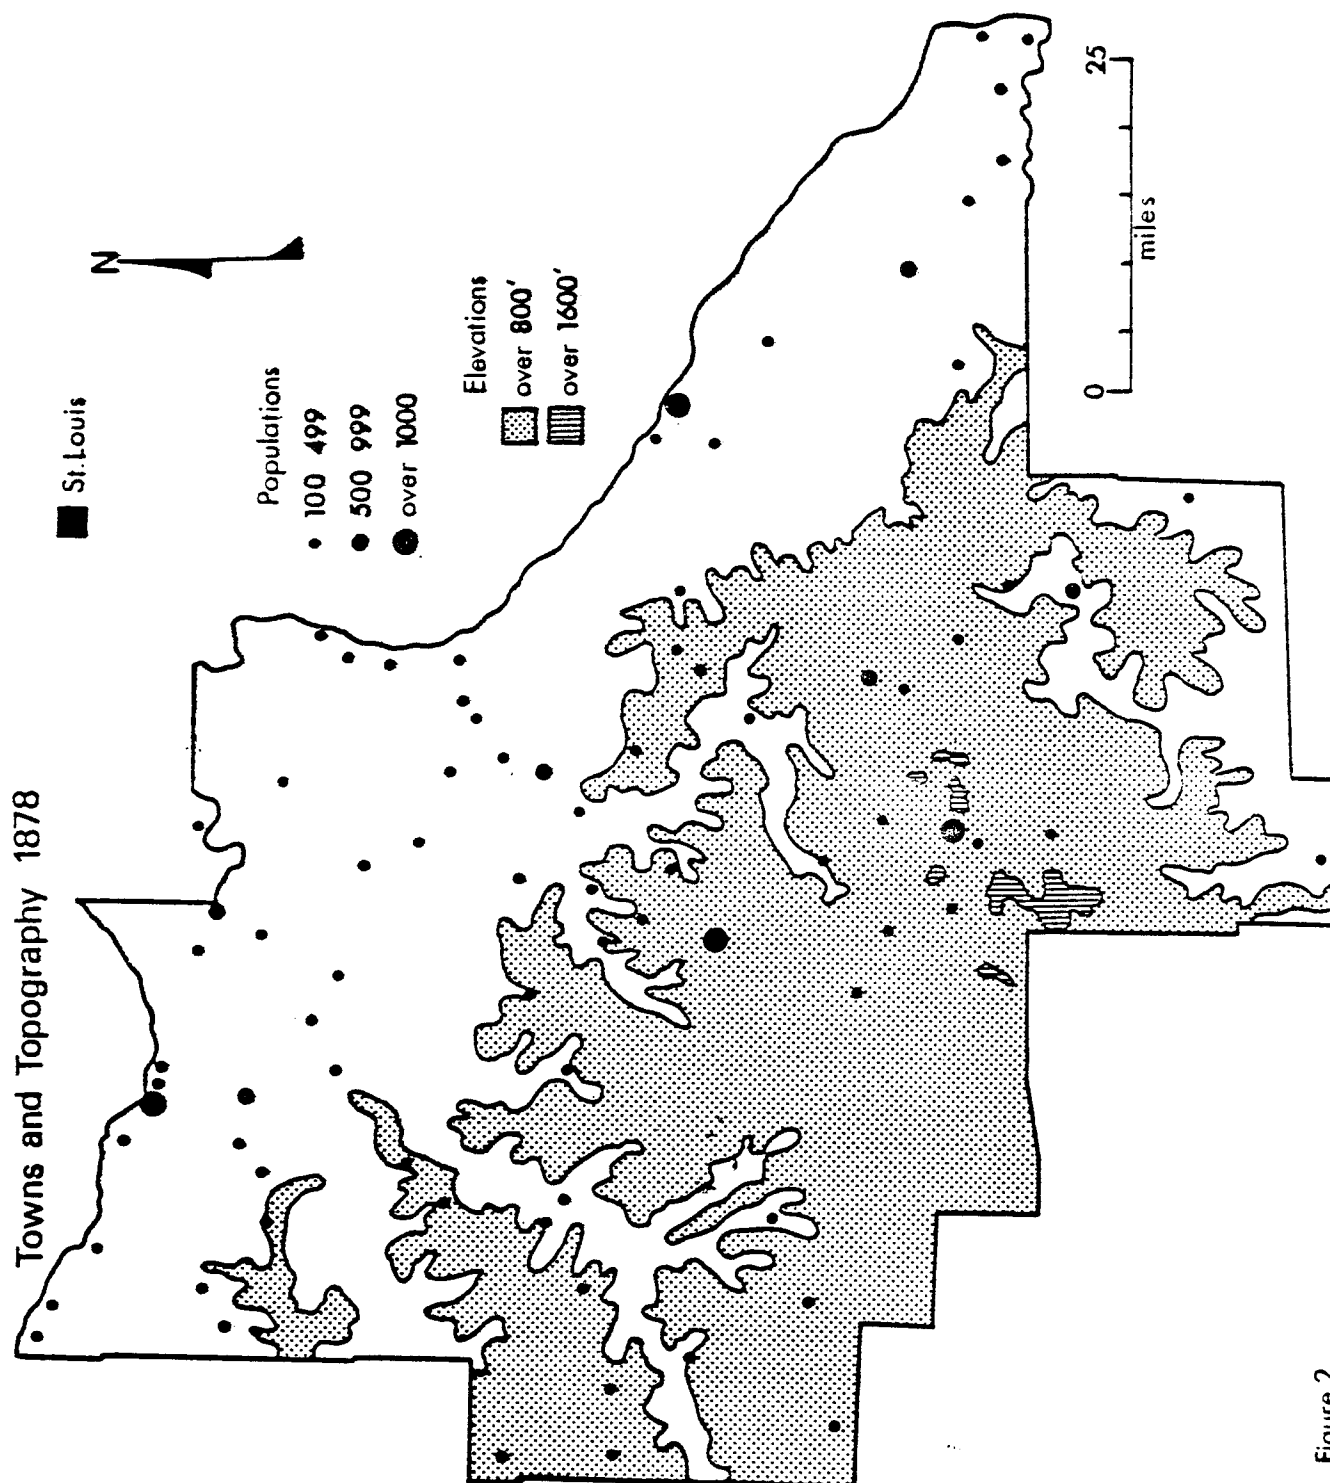 Towns and Topography 1878
St.Louis
N
Populations
100 499
500 999
over 1000
Elevations
over 800'
over 1600'
0
25
miles
Figure 2